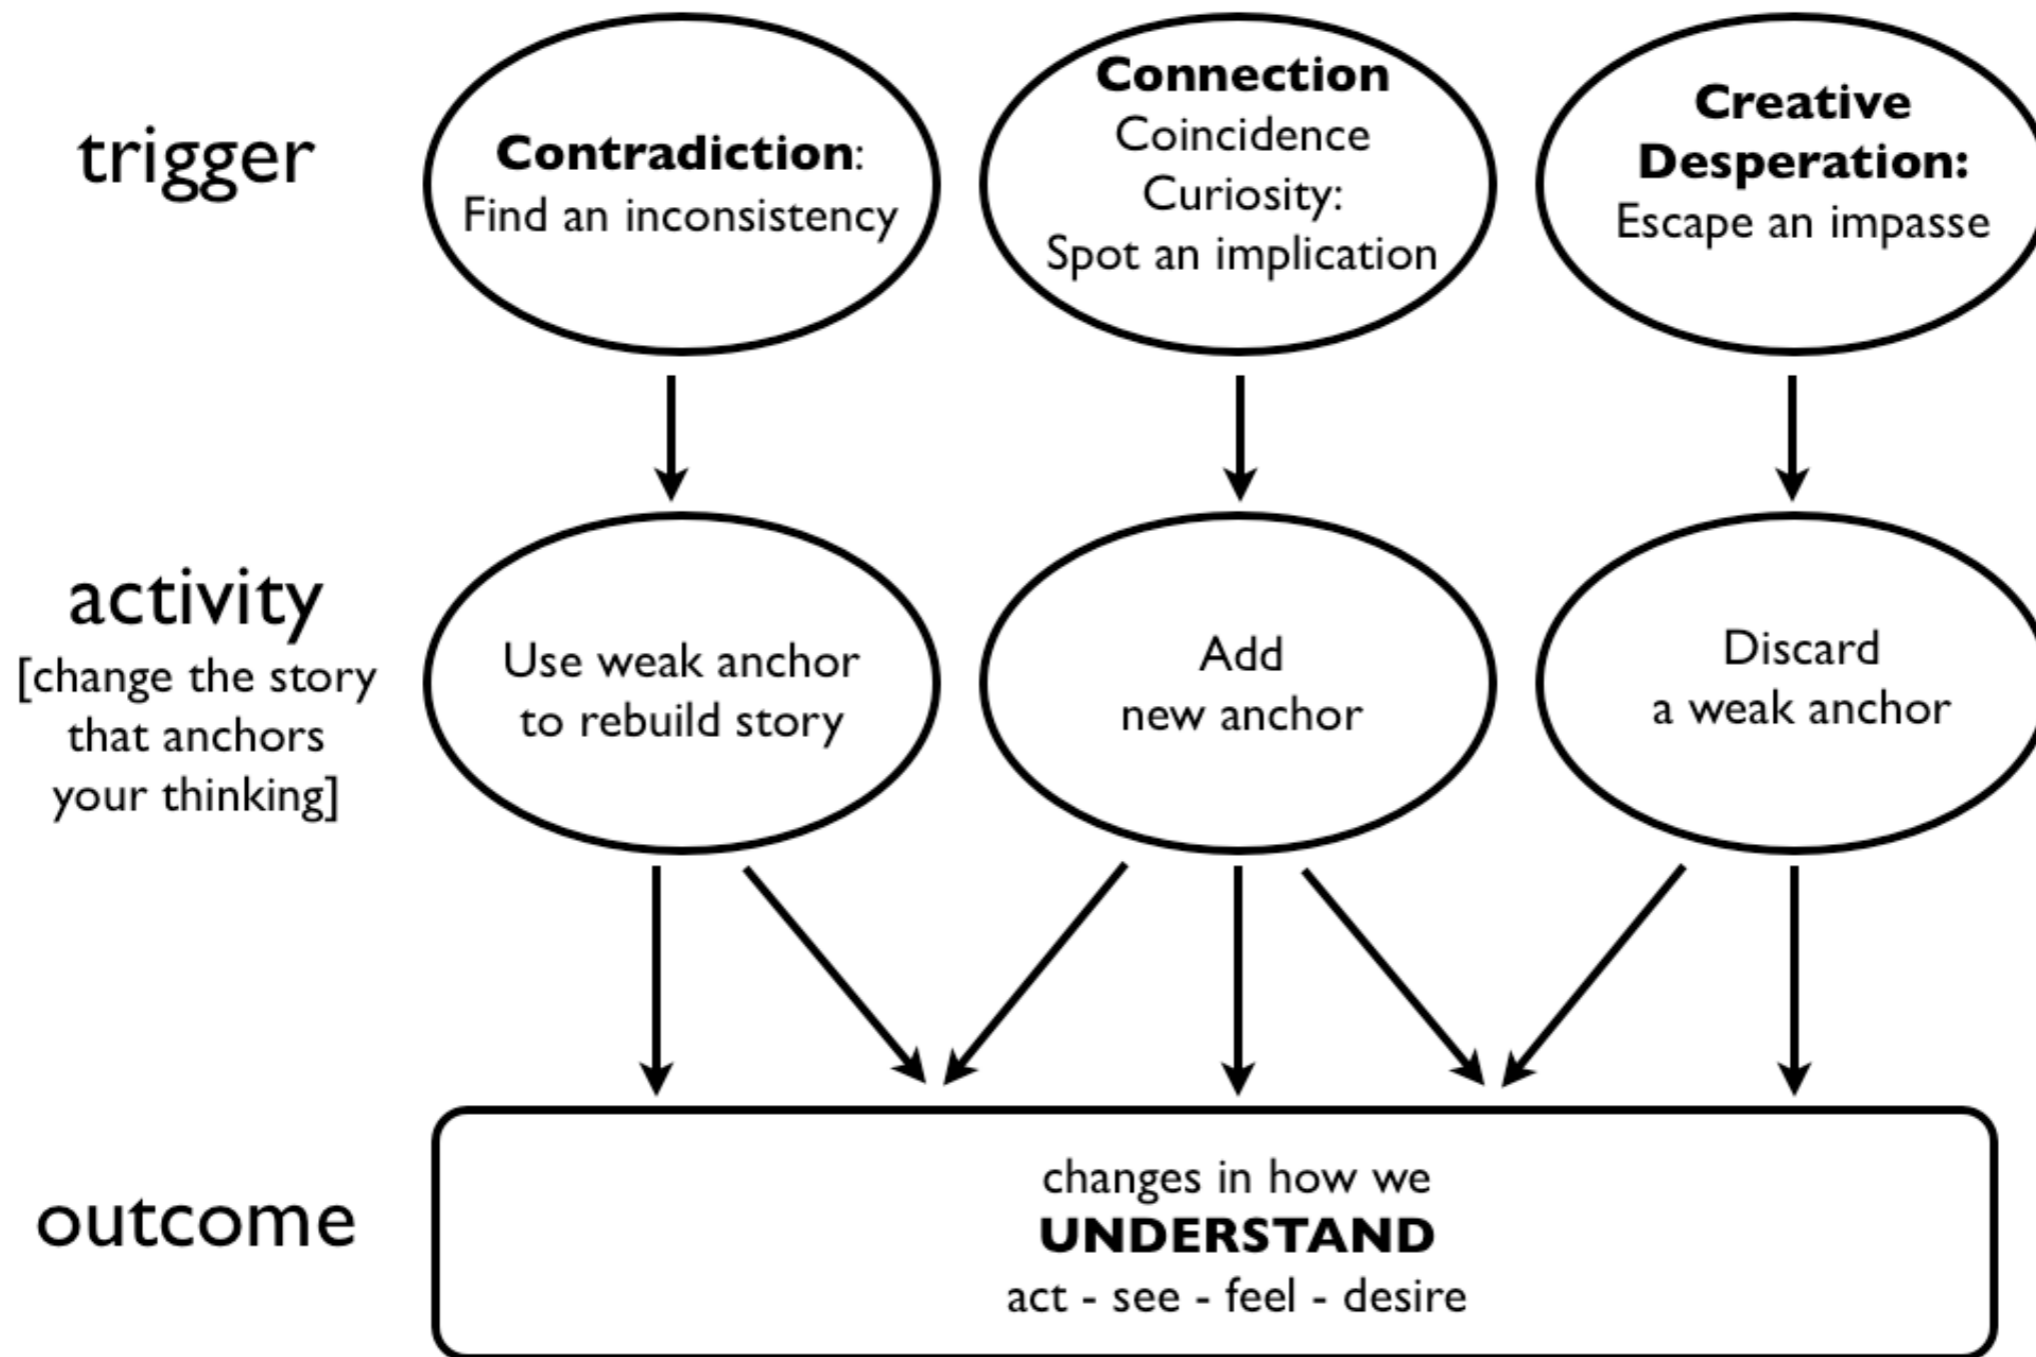 trigger
Contradiction:
Find an inconsistency
Connection
Coincidence
Curiosity:
Spot an implication
Creative
Desperation:
Escape an impasse
activity
[change the story
that anchors
your thinking]
Use weak anchor
to rebuild story
Add
new anchor
Discard
a weak anchor
outcome
changes in how we
UNDERSTAND
act - see - feel - desire